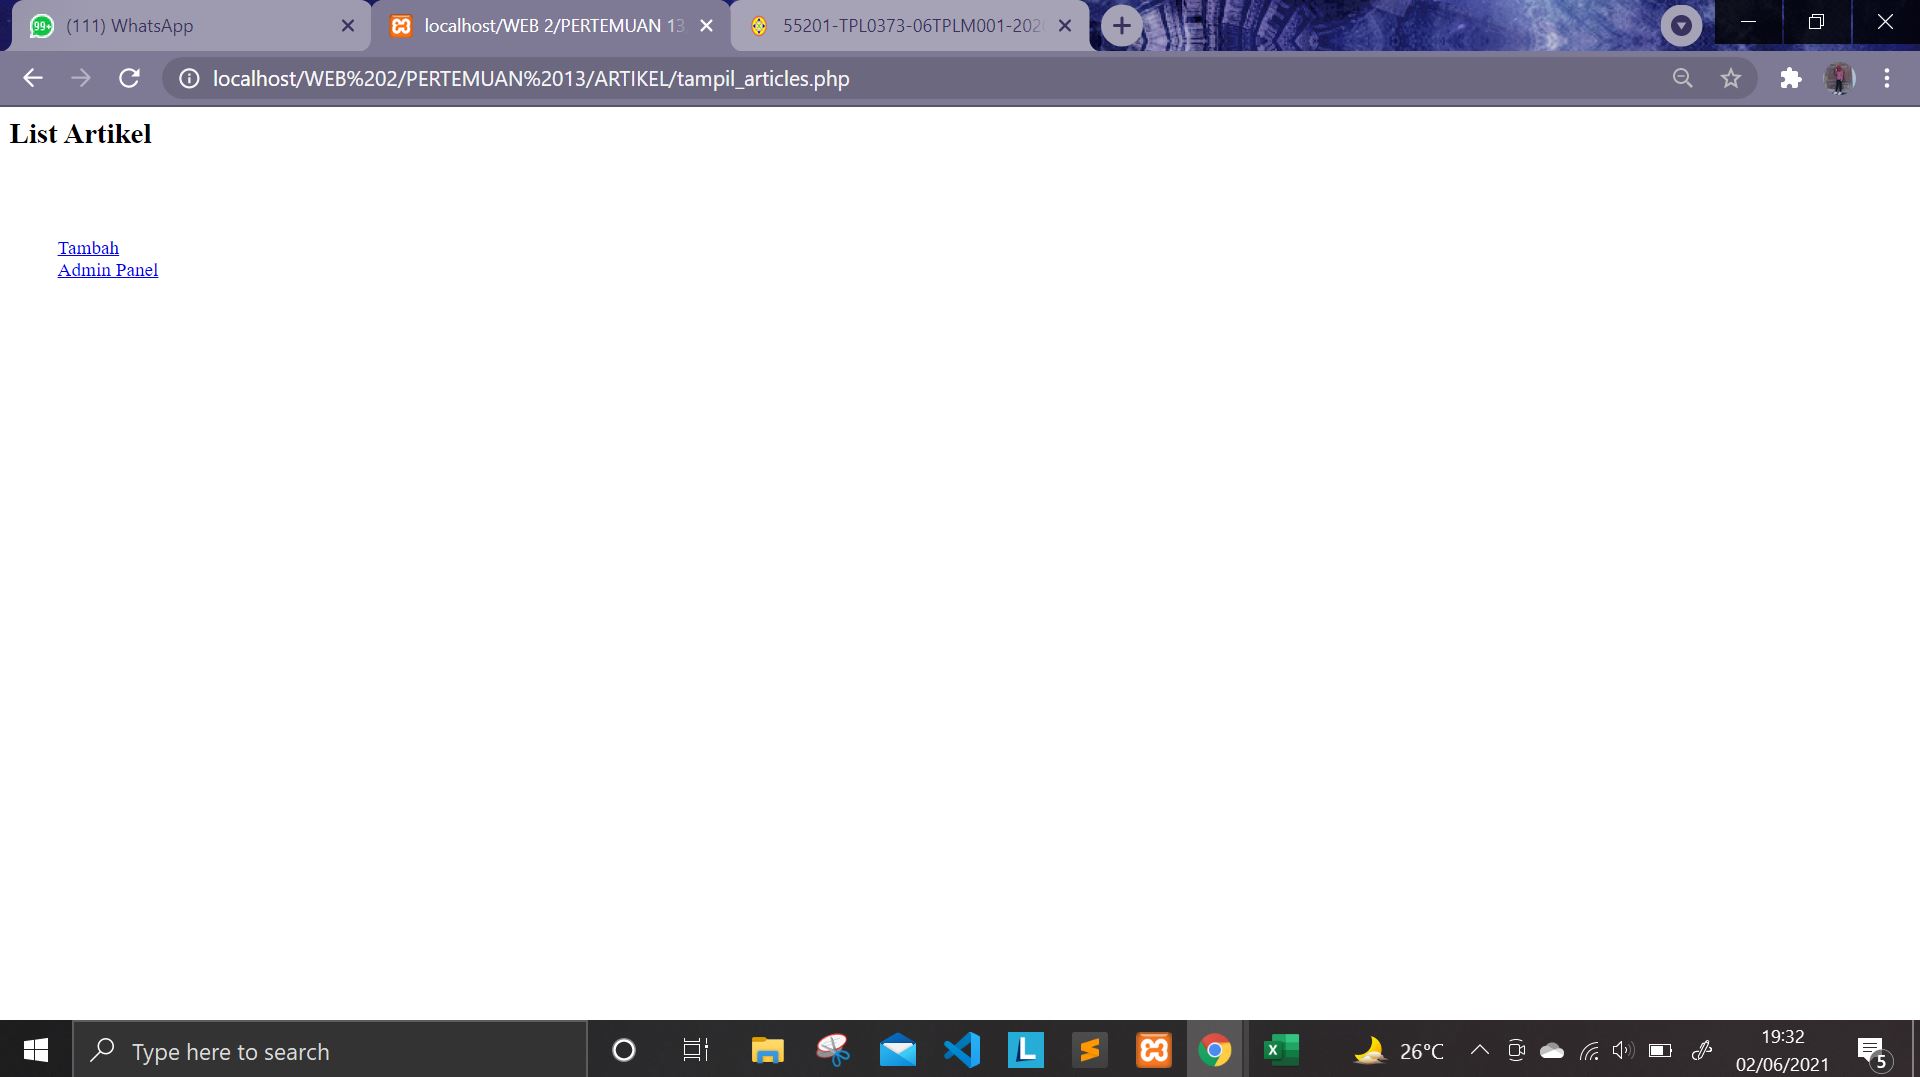 99+ (111) WhatsApp
localhost/WEB 2/PERTEMUAN 13
55201-TPL0373-06TPLM001-202
localhost/WEB%202/PERTEMUAN%2013/ARTIKEL/tampil_articles.php
List Artikel
Tambah
Admin Panel
Type here to search
L
S
X
26°C
19:32
02/06/2021
5